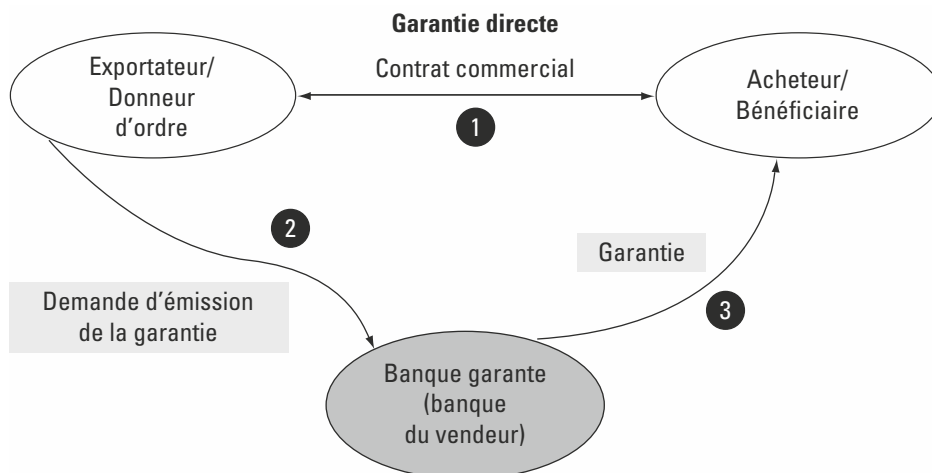 Garantie directe
Exportateur/
Donneur
d'ordre
Contrat commercial
Acheteur/
Bénéficiaire
1
2
Garantie
Demande d'émission
de la garantie
3
Banque garante
(banque
du vendeur)